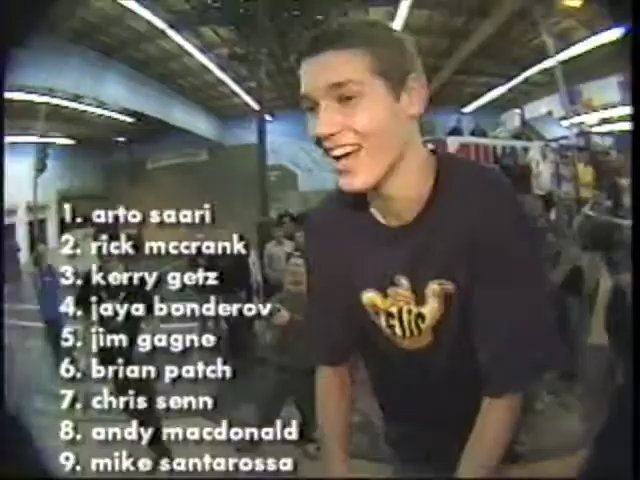 1. arto saari
2. rick mccrank
3. kerry getz
4. jaya bonderov
5. jim gagne
6. brian patch
7. chris senn
8. andy macdonald
9. mike santarossa